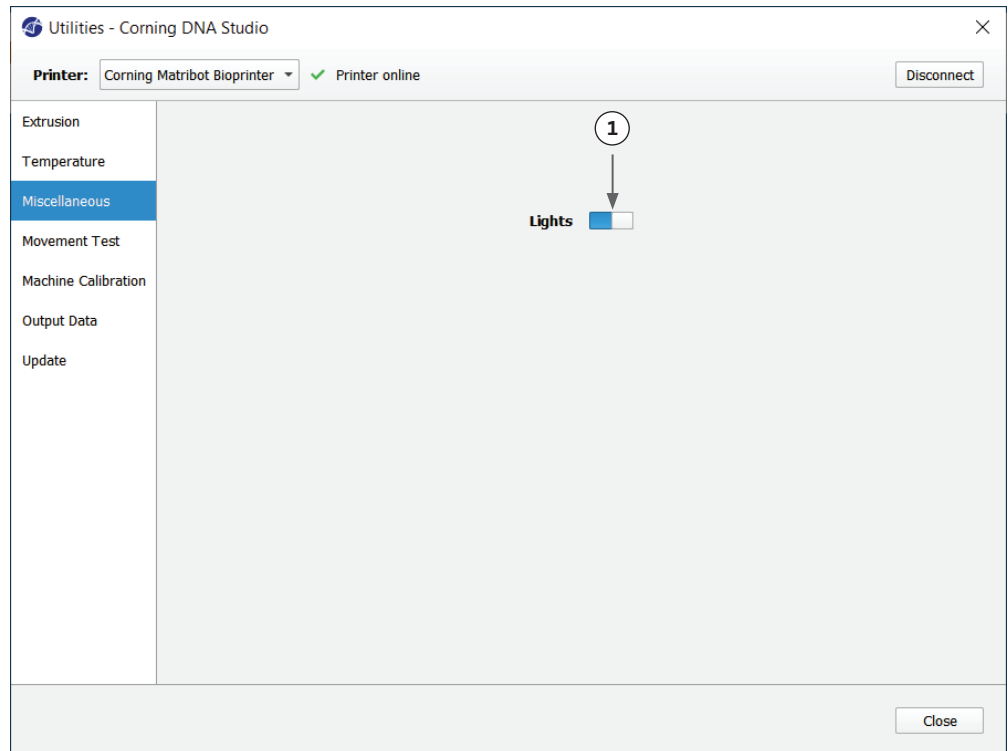 Utilities - Corning DNA Studio
Printer: Corning Matribot Bioprinter Printer online Disconnect
Extrusion
1
Temperature
Miscellaneous
Lights
Movement Test
Machine Calibration
Output Data
Update
Close